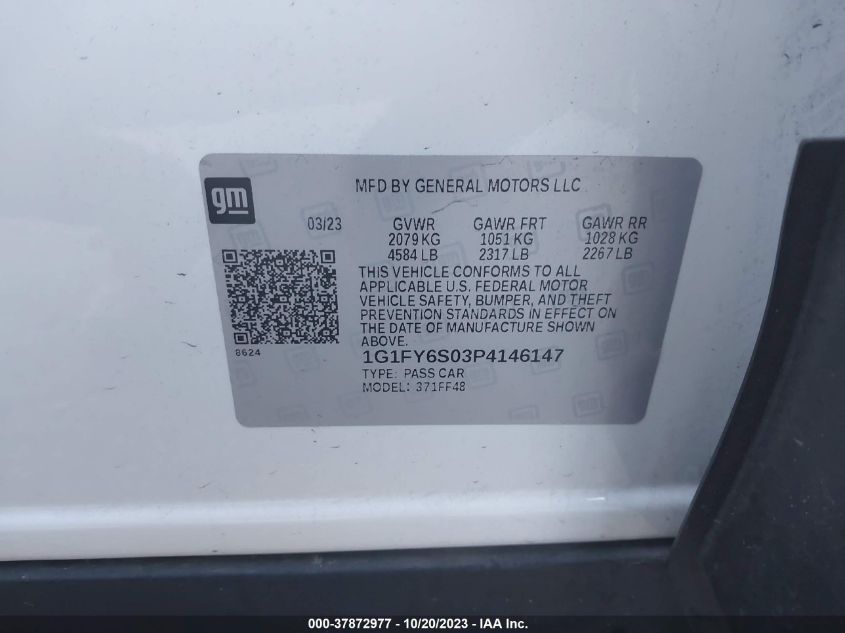 gm
MFD BY GENERAL MOTORS LLC
03/23 GVWR GAWR FRT GAWR RR
2079 KG 1051 KG 1028 KG
4584 LB 2317 LB 2267 LB
THIS VEHICLE CONFORMS TO ALL
APPLICABLE U.S. FEDERAL MOTOR
VEHICLE SAFETY, BUMPER, AND THEFT
PREVENTION STANDARDS IN EFFECT ON
THE DATE OF MANUFACTURE SHOWN
ABOVE.
8624
1G1FY6S03P4146147
TYPE: PASS CAR
MODEL: 371FF48
000-37872977 - 10/20/2023 - IAA Inc.